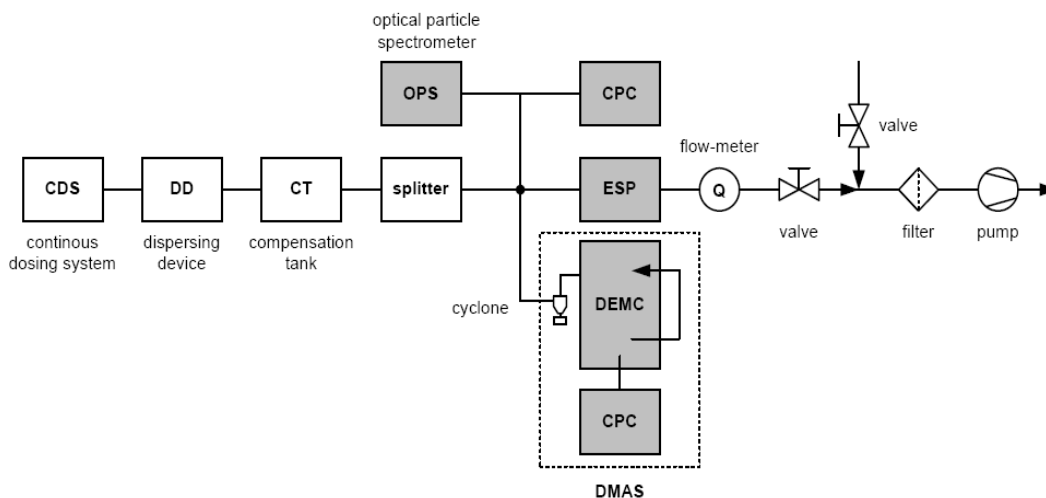 optical particle
spectrometer
OPS
CPC
valve
flow-meter
CDS
DD
CT
splitter
ESP
Q
continous
dosing system
dispersing
device
compensation
tank
valve
filter
pump
cyclone
DEMC
CPC
DMAS